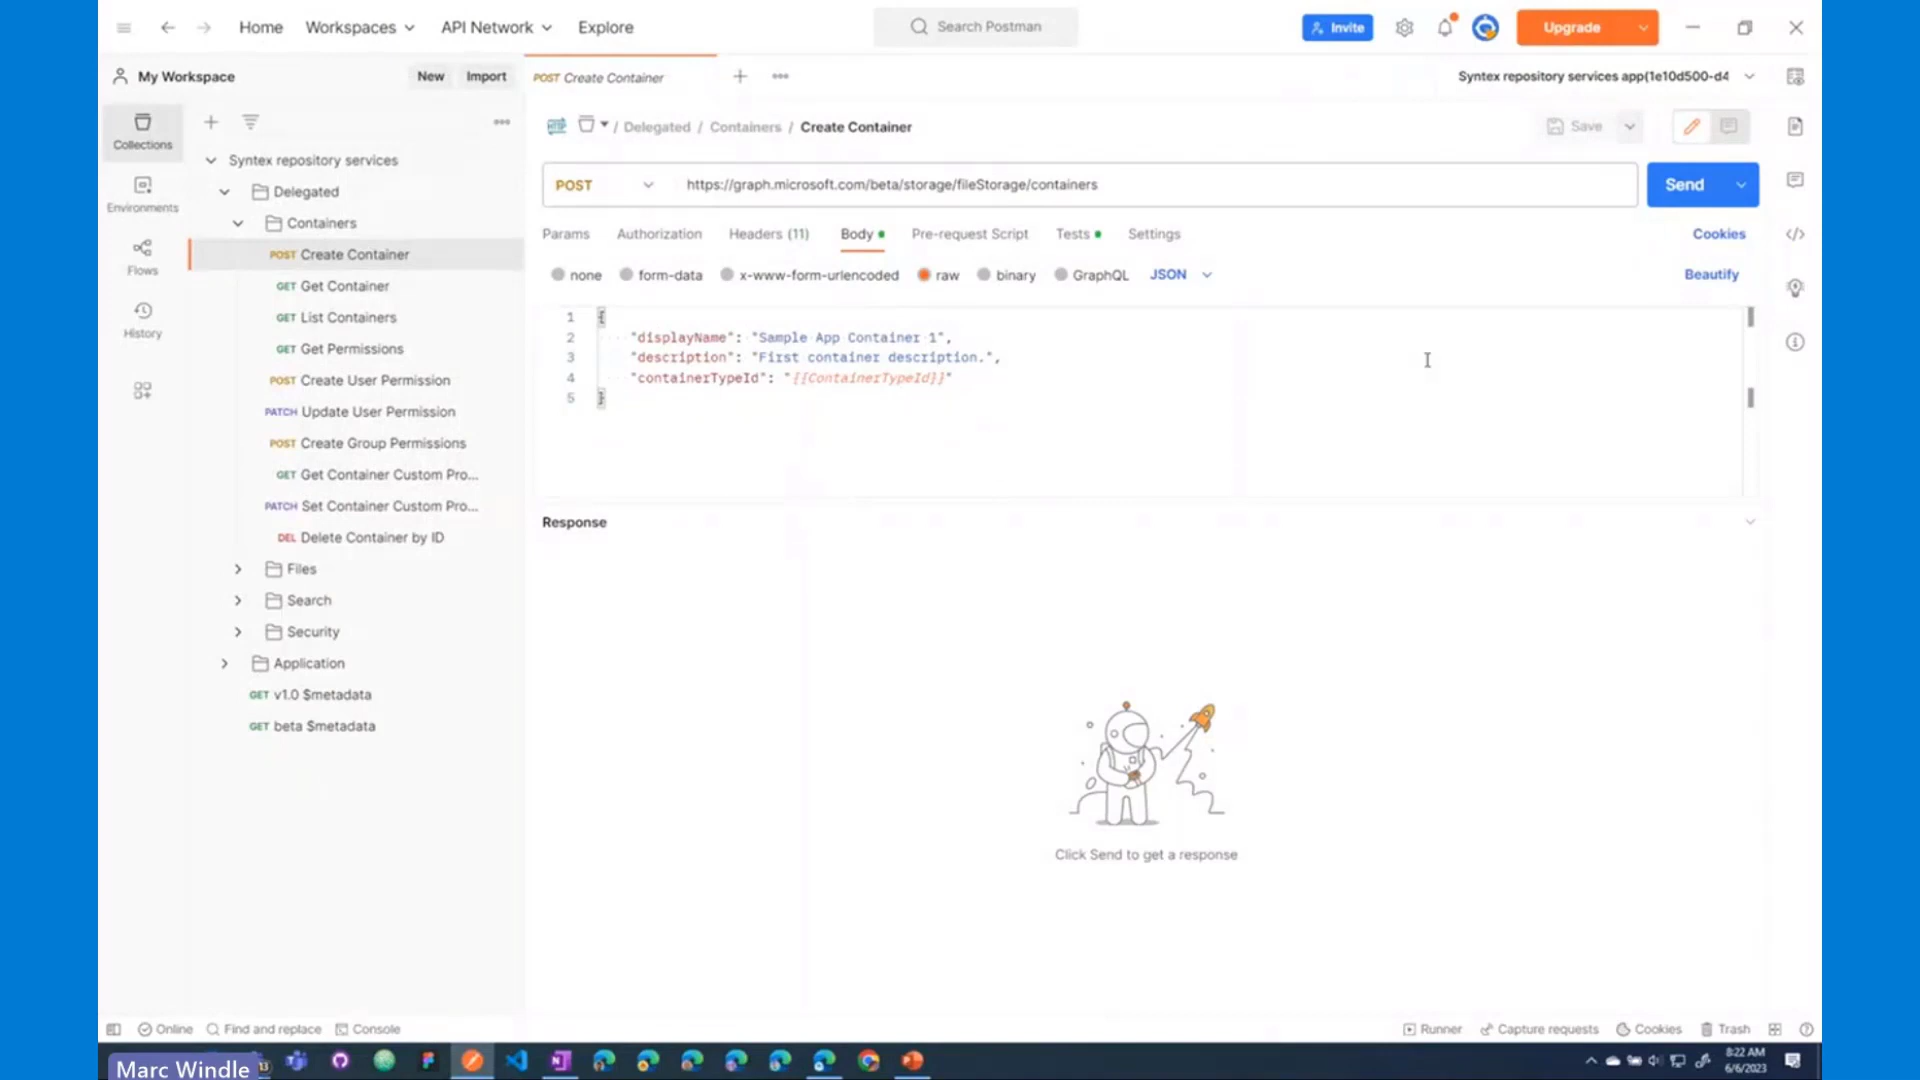 Home Workspaces API Network Explore Search Postman Invite Upgrade
My Workspace New Import POST Create Container Syntex repository services app(1e10d500-d4
Collections
Environments
Flows
History
Syntex repository services
Delegated
Containers
POST Create Container
GET Get Container
GET List Containers
GET Get Permissions
POST Create User Permission
PATCH Update User Permission
POST Create Group Permissions
GET Get Container Custom Pro...
PATCH Set Container Custom Pro...
DEL Delete Container by ID
Files
Search
Security
Application
GET v1.0 $metadata
GET beta $metadata
HTTP / Delegated / Containers / Create Container Save
POST https://graph.microsoft.com/beta/storage/fileStorage/containers Send
Params Authorization Headers (11) Body Pre-request Script Tests Settings Cookies
none form-data x-www-form-urlencoded raw binary GraphQL JSON Beautify
1 {
2 "displayName": "Sample App Container 1",
3 "description": "First container description.",
4 "containerTypeId": "{{ContainerTypeId}}"
5 }
Response
Click Send to get a response
Online Find and replace Console Runner Capture requests Cookies Trash
Marc Windle
8:22 AM
6/6/2023